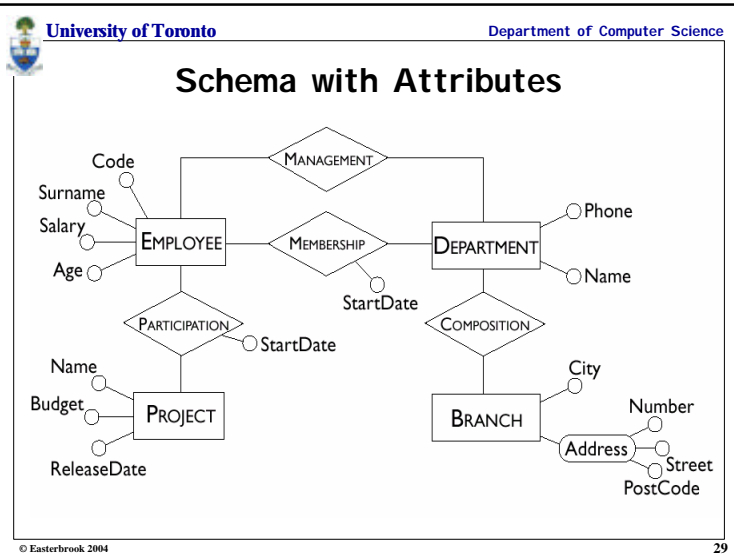 University of Toronto
Department of Computer Science
Schema with Attributes
Code
Surname
Salary
Age
EMPLOYEE
MANAGEMENT
MEMBERSHIP
StartDate
DEPARTMENT
Phone
Name
PARTICIPATION
StartDate
COMPOSITION
Name
Budget
ReleaseDate
PROJECT
BRANCH
City
Address
Number
Street
PostCode
© Easterbrook 2004
29